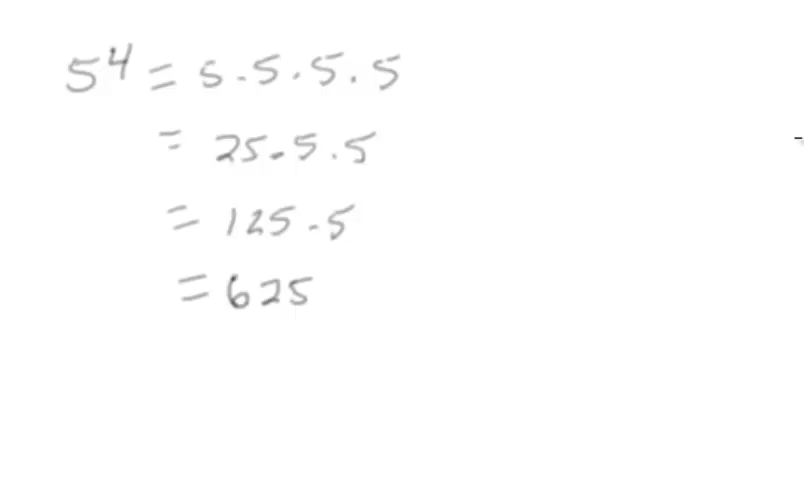 5⁴ = 5.5.5.5
= 25.5.5
= 125.5
= 625